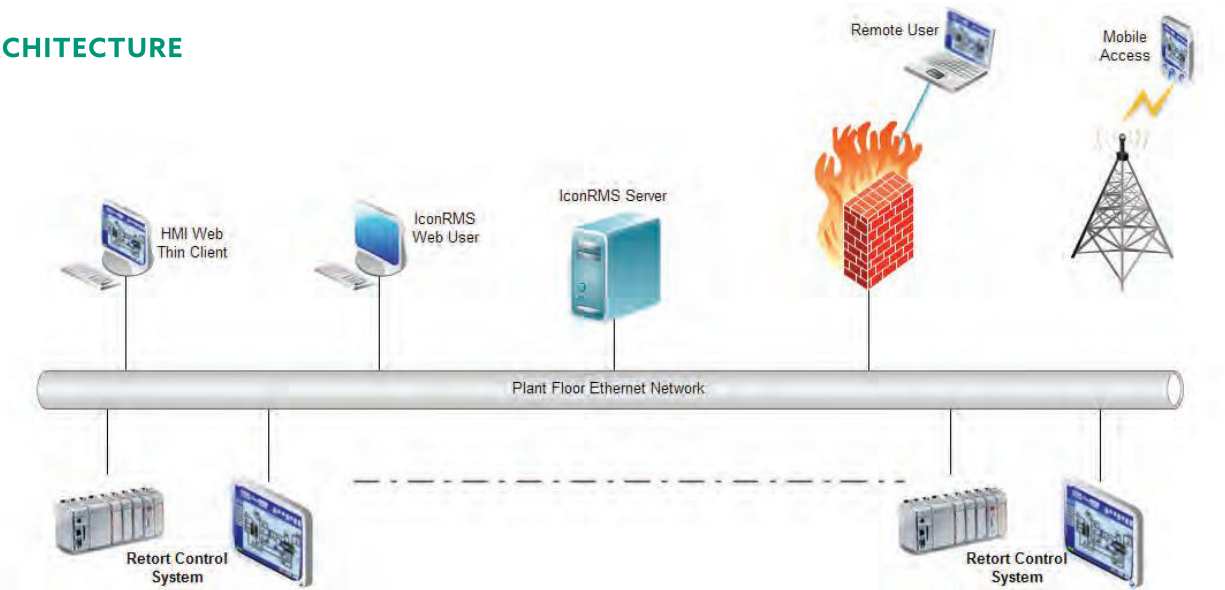 CHITECTURE
Remote User
Mobile
Access
HMI Web
Thin Client
IconRMS
Web User
IconRMS Server
Plant Floor Ethernet Network
Retort Control
System
Retort Control
System